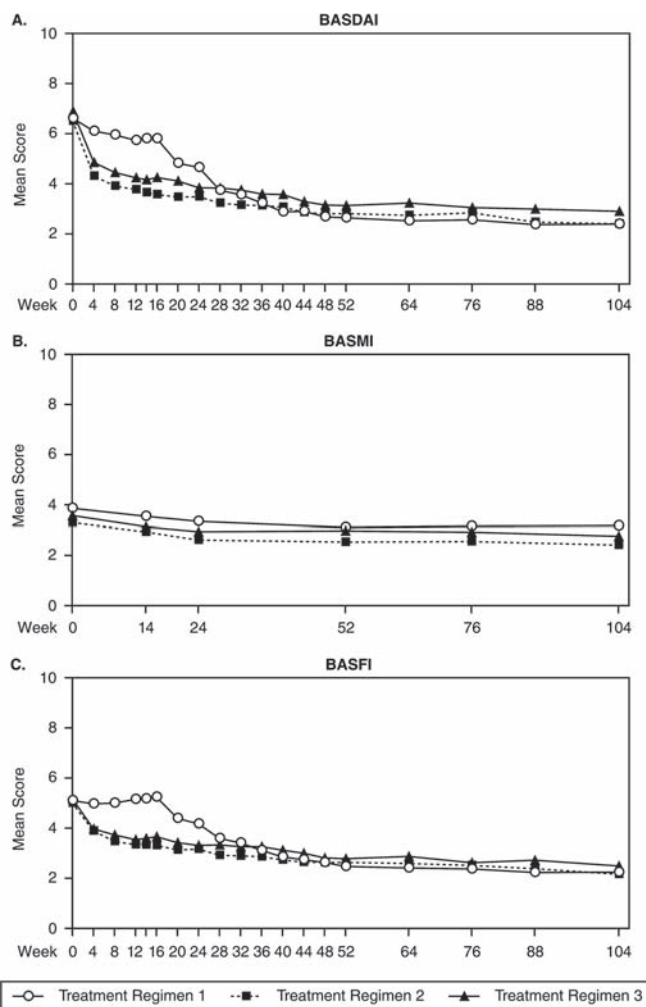 A.
BASDAI
10
8
6
4
2
0
Mean Score
Week 0 4 8 12 16 20 24 28 32 36 40 44 48 52 64 76 88 104
B.
BASMI
10
8
6
4
2
0
Mean Score
Week 0 14 24 52 76 104
C.
BASFI
10
8
6
4
2
0
Mean Score
Week 0 4 8 12 16 20 24 28 32 36 40 44 48 52 64 76 88 104
Treatment Regimen 1 Treatment Regimen 2 Treatment Regimen 3